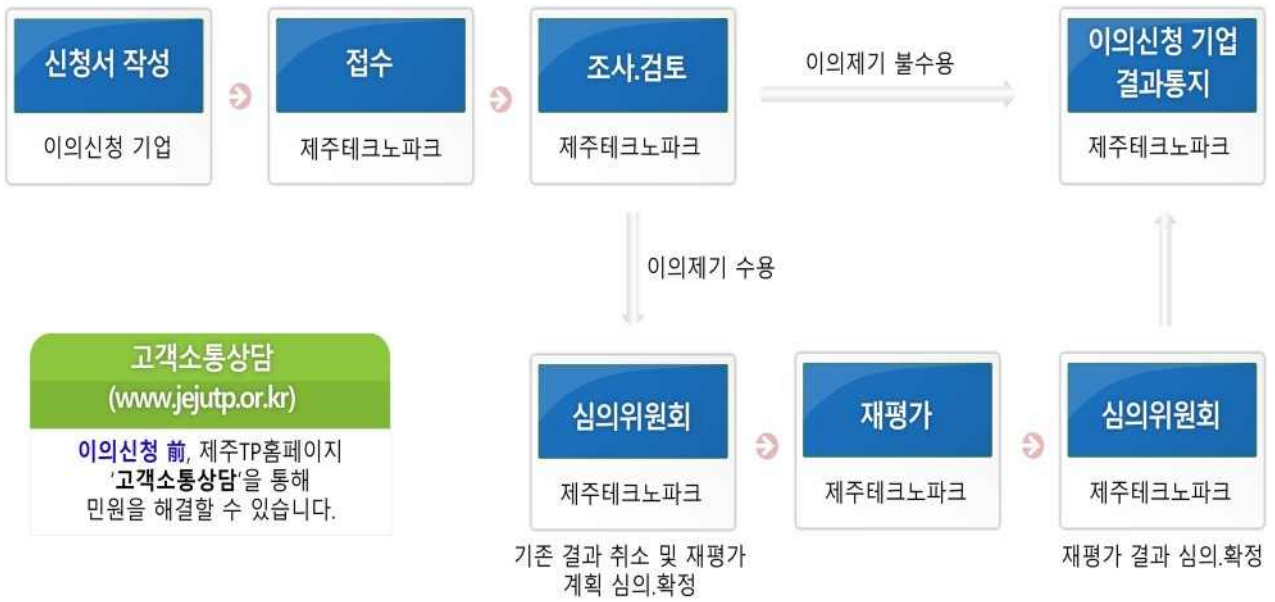 신청서 작성
이의신청 기업
접수
제주테크노파크
조사.검토
제주테크노파크
이의제기 불수용
이의신청 기업
결과통지
제주테크노파크
이의제기 수용
고객소통상담
(www.jejutp.or.kr)
이의신청 前, 제주TP홈페이지
'고객소통상담'을 통해
민원을 해결할 수 있습니다.
심의위원회
제주테크노파크
기존 결과 취소 및 재평가
계획 심의.확정
재평가
제주테크노파크
심의위원회
제주테크노파크
재평가 결과 심의.확정